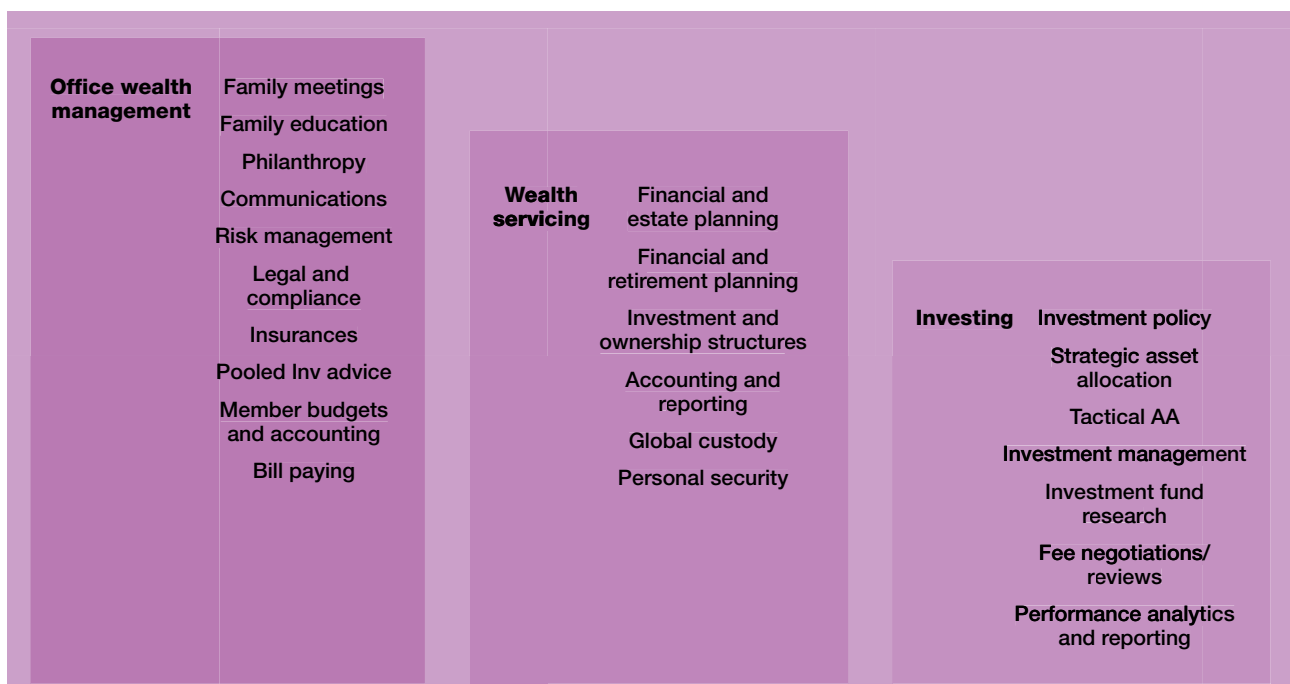 Office wealth
management
Family meetings
Family education
Philanthropy
Communications
Risk management
Legal and
compliance
Insurances
Pooled Inv advice
Member budgets
and accounting
Bill paying
Wealth
servicing
Financial and
estate planning
Financial and
retirement planning
Investment and
ownership structures
Accounting and
reporting
Global custody
Personal security
Investing
Investment policy
Strategic asset
allocation
Tactical AA
Investment management
Investment fund
research
Fee negotiations/
reviews
Performance analytics
and reporting